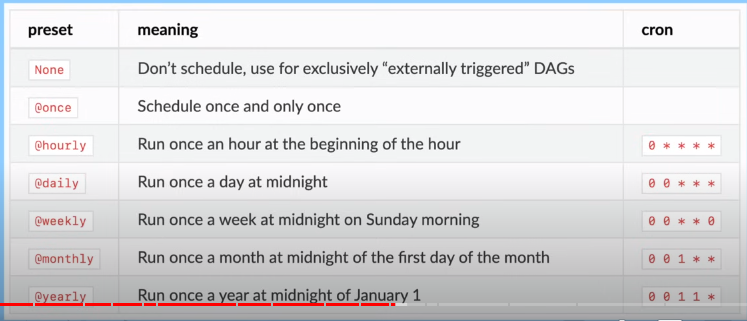 preset meaning cron
None Don't schedule, use for exclusively “externally triggered” DAGs
@once Schedule once and only once
@hourly Run once an hour at the beginning of the hour 0 * * * *
@daily Run once a day at midnight 0 0 * * *
@weekly Run once a week at midnight on Sunday morning 0 0 * * 0
@monthly Run once a month at midnight of the first day of the month 0 0 1 * *
@yearly Run once a year at midnight of January 1 0 0 1 1 *